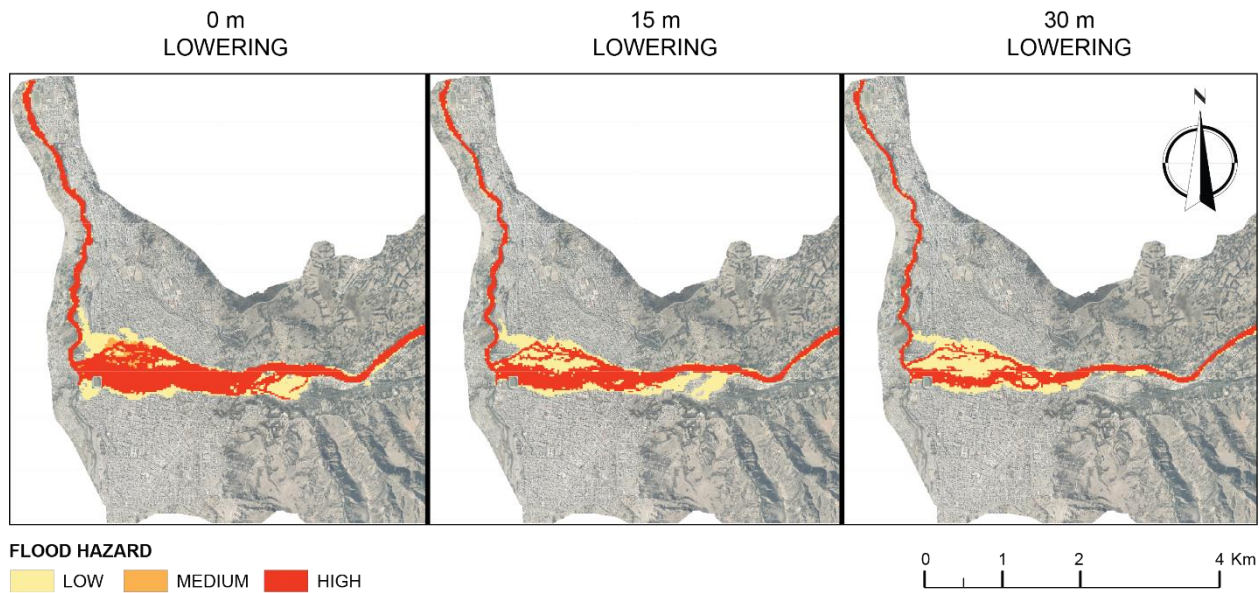 0 m
LOWERING
15 m
LOWERING
30 m
LOWERING
N
FLOOD HAZARD
LOW MEDIUM HIGH
0 1 2 4 Km